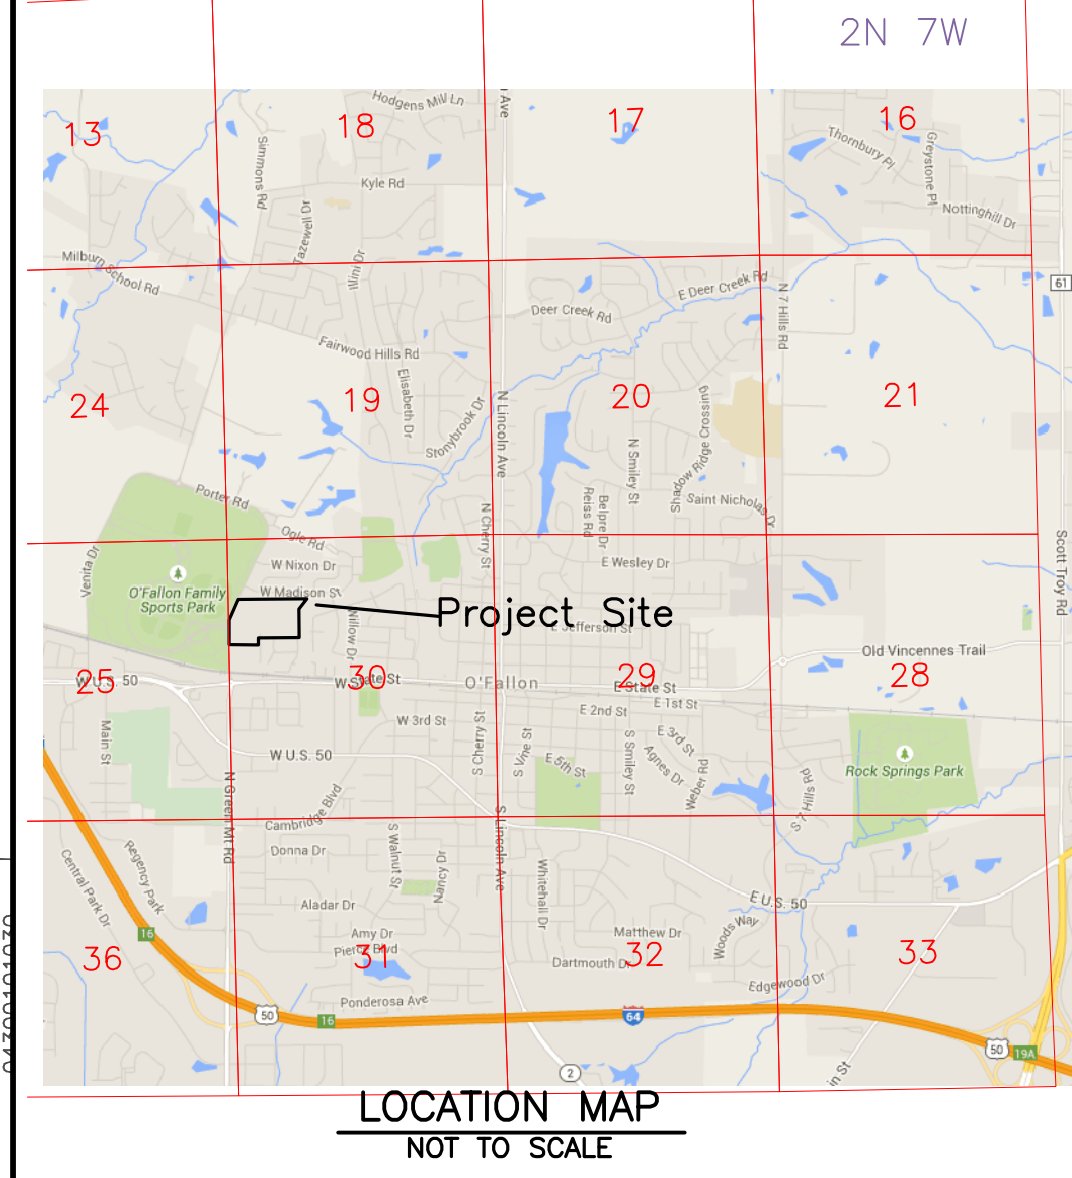 2N 7W
Hodgens Mill Ln
Ave
13
18
17
16
Simmons Rd
Thornbury Pl
Greystone Pl
Kyle Rd
Tazewell Dr
Nottinghill Dr
Milburn School Rd
Wini Dr
E Deer Creek Rd
Deer Creek Rd
N 7 Hills Rd
61
Fairwood Hills Rd
Elisabeth Dr
24
19
20
21
N Lincoln Ave
Stonybrook Dr
Shadow Ridge Crossing
N Smiley St
Porter Rd
Saint Nicholas Dr
Reiss Rd
Belpre Dr
N Cherry St
Ogle Rd
Venita Dr
W Nixon Dr
E Wesley Dr
Scott Troy Rd
O'Fallon Family
Sports Park
W Madison St
Project Site
E Jefferson St
Willow Dr
Old Vincennes Trail
25
30
29
28
W U.S. 50
W State St
O'Fallon
E State St
E 1st St
E 2nd St
W 3rd St
E 3rd St
Main St
S Cherry St
S Vine St
S Smiley St
Agnes Dr
W U.S. 50
E 5th St
Weber Rd
S 7 Hills Rd
Rock Springs Park
N Green Mt Rd
Cambridge Blvd
S Lincoln Ave
Donna Dr
S Walnut St
Nancy Dr
Regency Park
Central Park Dr
Whitehall Dr
Aladar Dr
E U.S. 50
Woods Way
16
Amy Dr
Matthew Dr
Pierce Blvd
36
31
32
33
Dartmouth Dr
Edgewood Dr
Ponderosa Ave
50
16
64
50
19A
2
in St
04300101030
LOCATION MAP
NOT TO SCALE